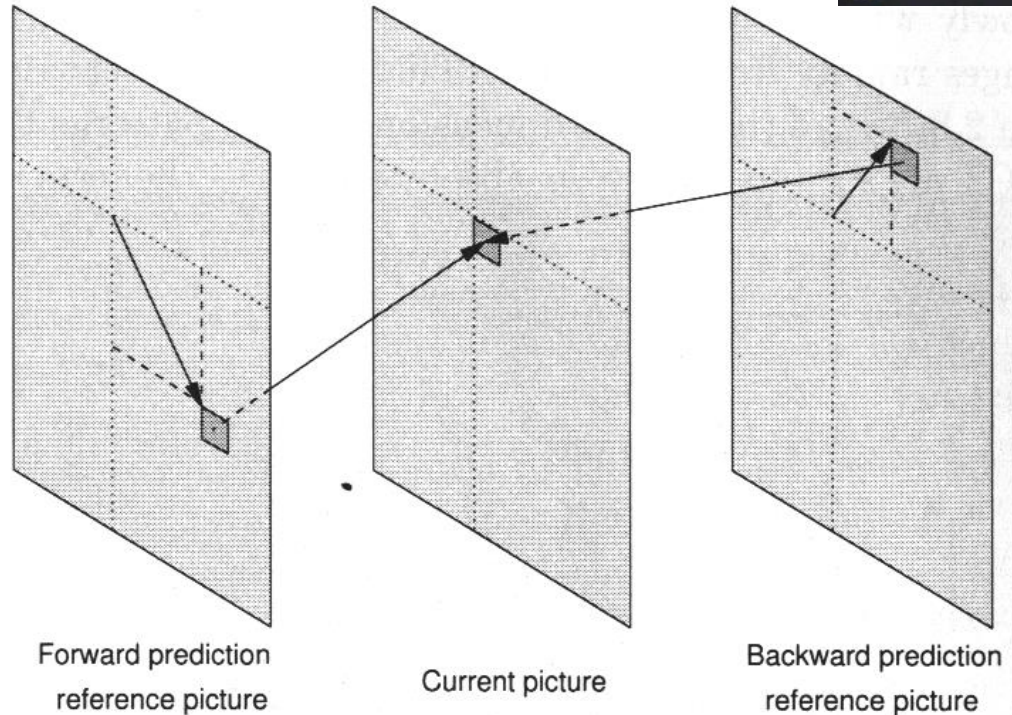 Forward prediction
reference picture
Current picture
Backward prediction
reference picture